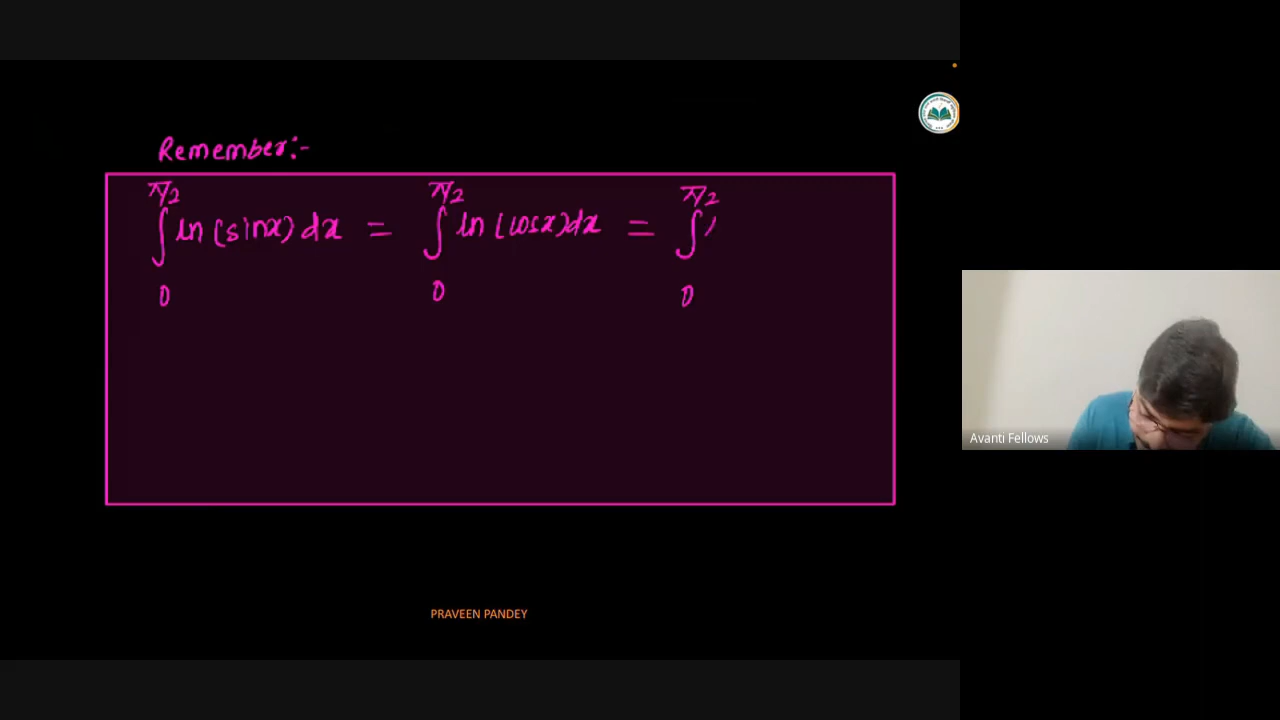 Remember:-
∫₀^{π/2} ln (sinx) dx = ∫₀^{π/2} ln (cosx) dx = ∫₀^{π/2}
Avanti Fellows
PRAVEEN PANDEY